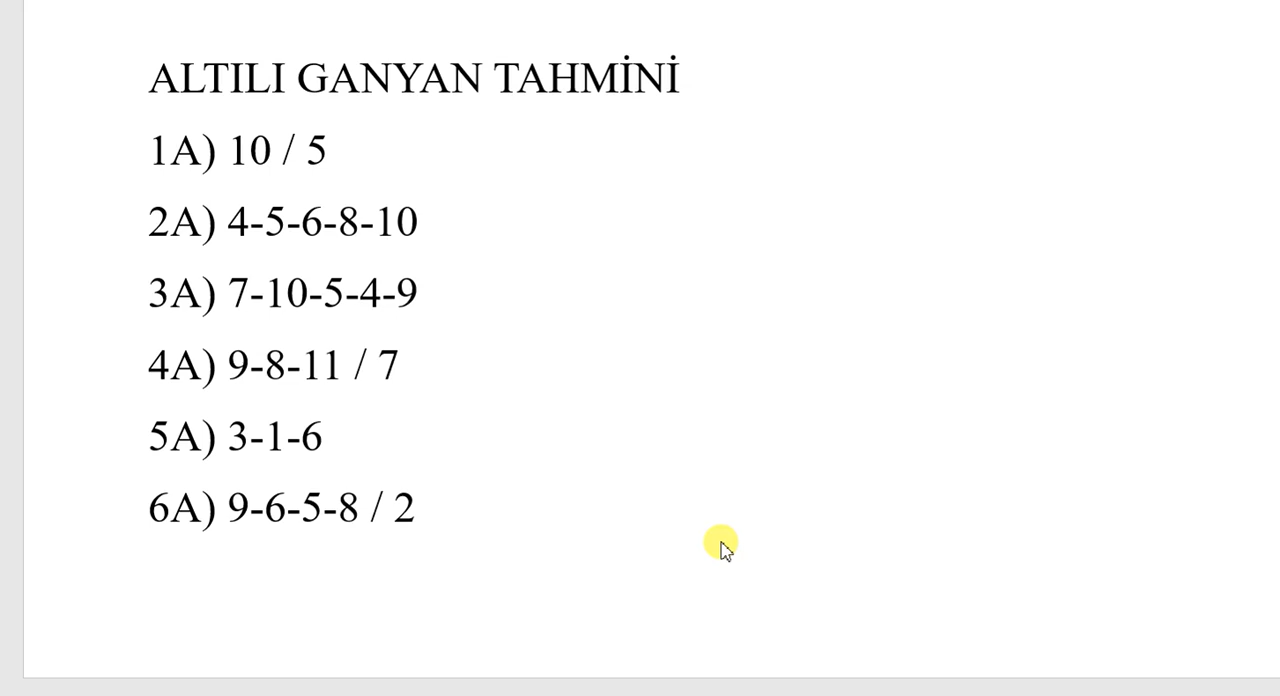 ALTILI GANYAN TAHMİNİ
1A) 10 / 5
2A) 4-5-6-8-10
3A) 7-10-5-4-9
4A) 9-8-11 / 7
5A) 3-1-6
6A) 9-6-5-8 / 2